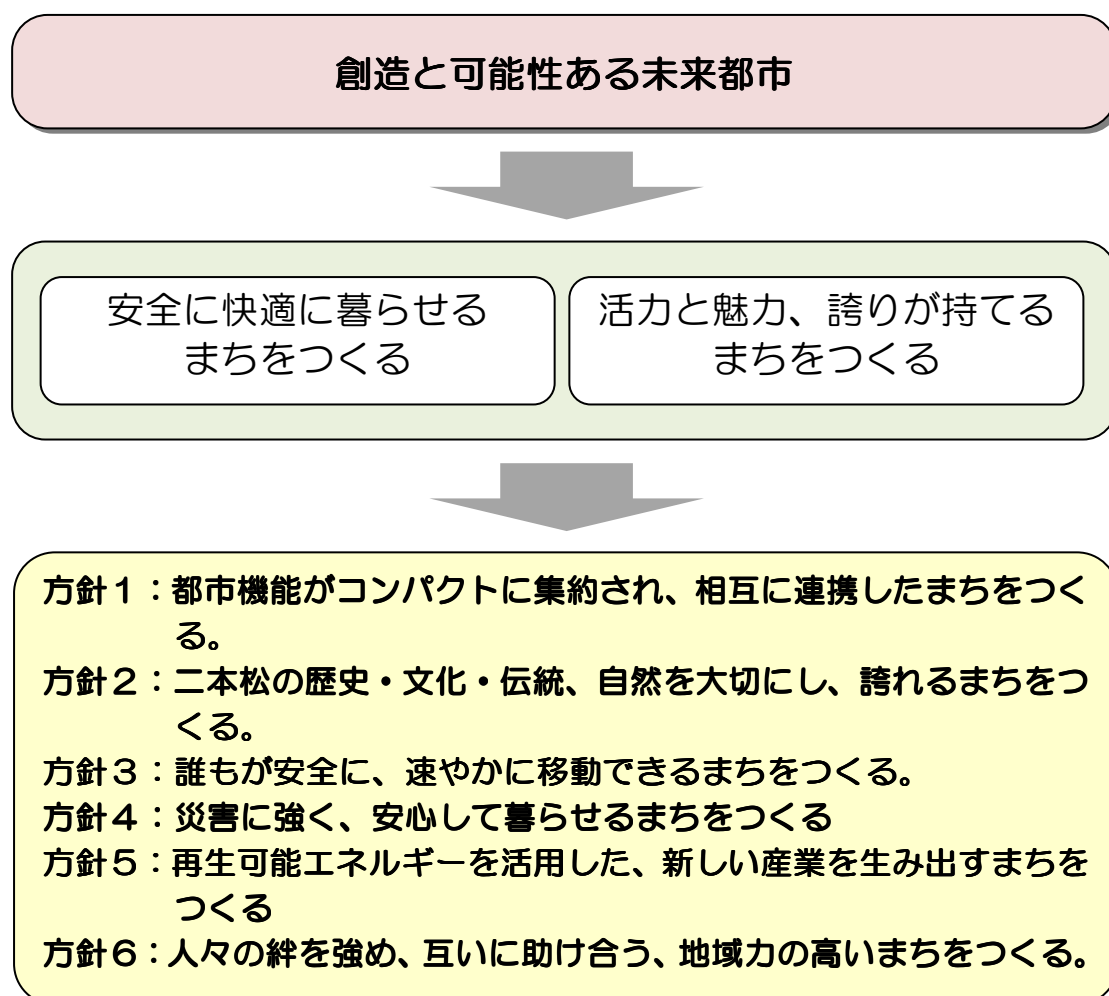 創造と可能性ある未来都市
安全に快適に暮らせる
まちをつくる
活力と魅力、誇りが持てる
まちをつくる
方針１：都市機能がコンパクトに集約され、相互に連携したまちをつく
る。
方針２：二本松の歴史・文化・伝統、自然を大切にし、誇れるまちをつ
くる。
方針３：誰もが安全に、速やかに移動できるまちをつくる。
方針４：災害に強く、安心して暮らせるまちをつくる
方針５：再生可能エネルギーを活用した、新しい産業を生み出すまちを
つくる
方針６：人々の絆を強め、互いに助け合う、地域力の高いまちをつくる。